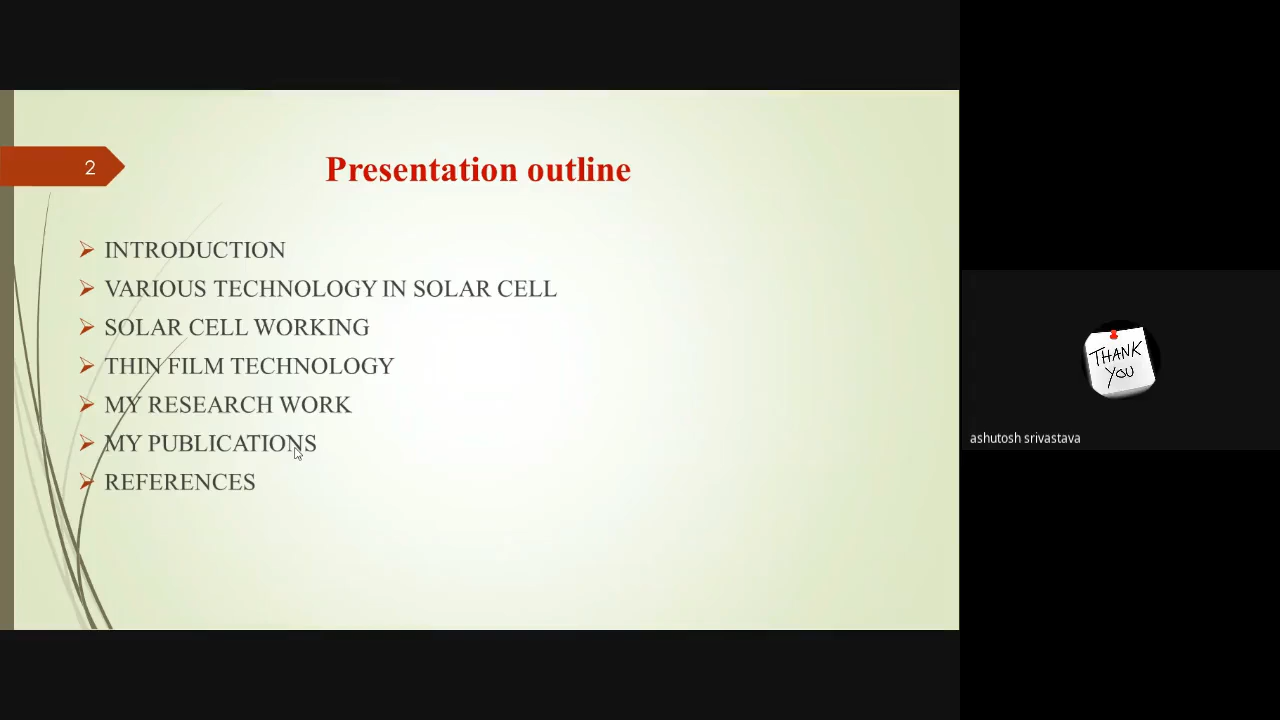 2
Presentation outline
INTRODUCTION
VARIOUS TECHNOLOGY IN SOLAR CELL
SOLAR CELL WORKING
THIN FILM TECHNOLOGY
MY RESEARCH WORK
MY PUBLICATIONS
REFERENCES
THANK
YOU
ashutosh srivastava